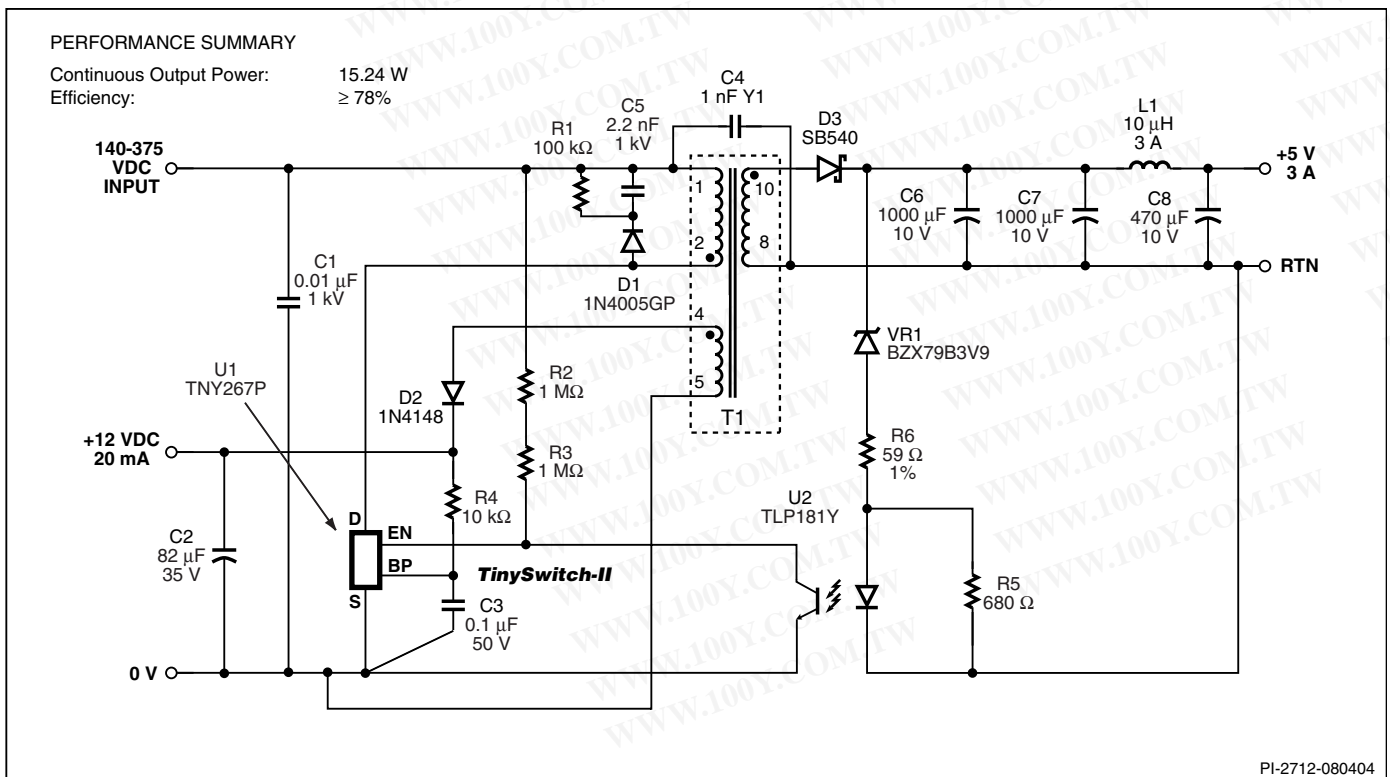 PERFORMANCE SUMMARY
Continuous Output Power: 15.24 W
Efficiency: ≥ 78%
140-375
VDC
INPUT
R1
100 kΩ
C5
2.2 nF
1 kV
C4
1 nF Y1
D3
SB540
L1
10 µH
3 A
+5 V
3 A
1
10
2
8
C6
1000 µF
10 V
C7
1000 µF
10 V
C8
470 µF
10 V
RTN
C1
0.01 µF
1 kV
D1
1N4005GP
4
5
T1
VR1
BZX79B3V9
U1
TNY267P
D2
1N4148
R2
1 MΩ
R3
1 MΩ
R6
59 Ω
1%
+12 VDC
20 mA
R4
10 kΩ
U2
TLP181Y
C2
82 µF
35 V
D
EN
BP
S
TinySwitch-II
C3
0.1 µF
50 V
R5
680 Ω
0 V
PI-2712-080404
WWW.100Y.COM.TW